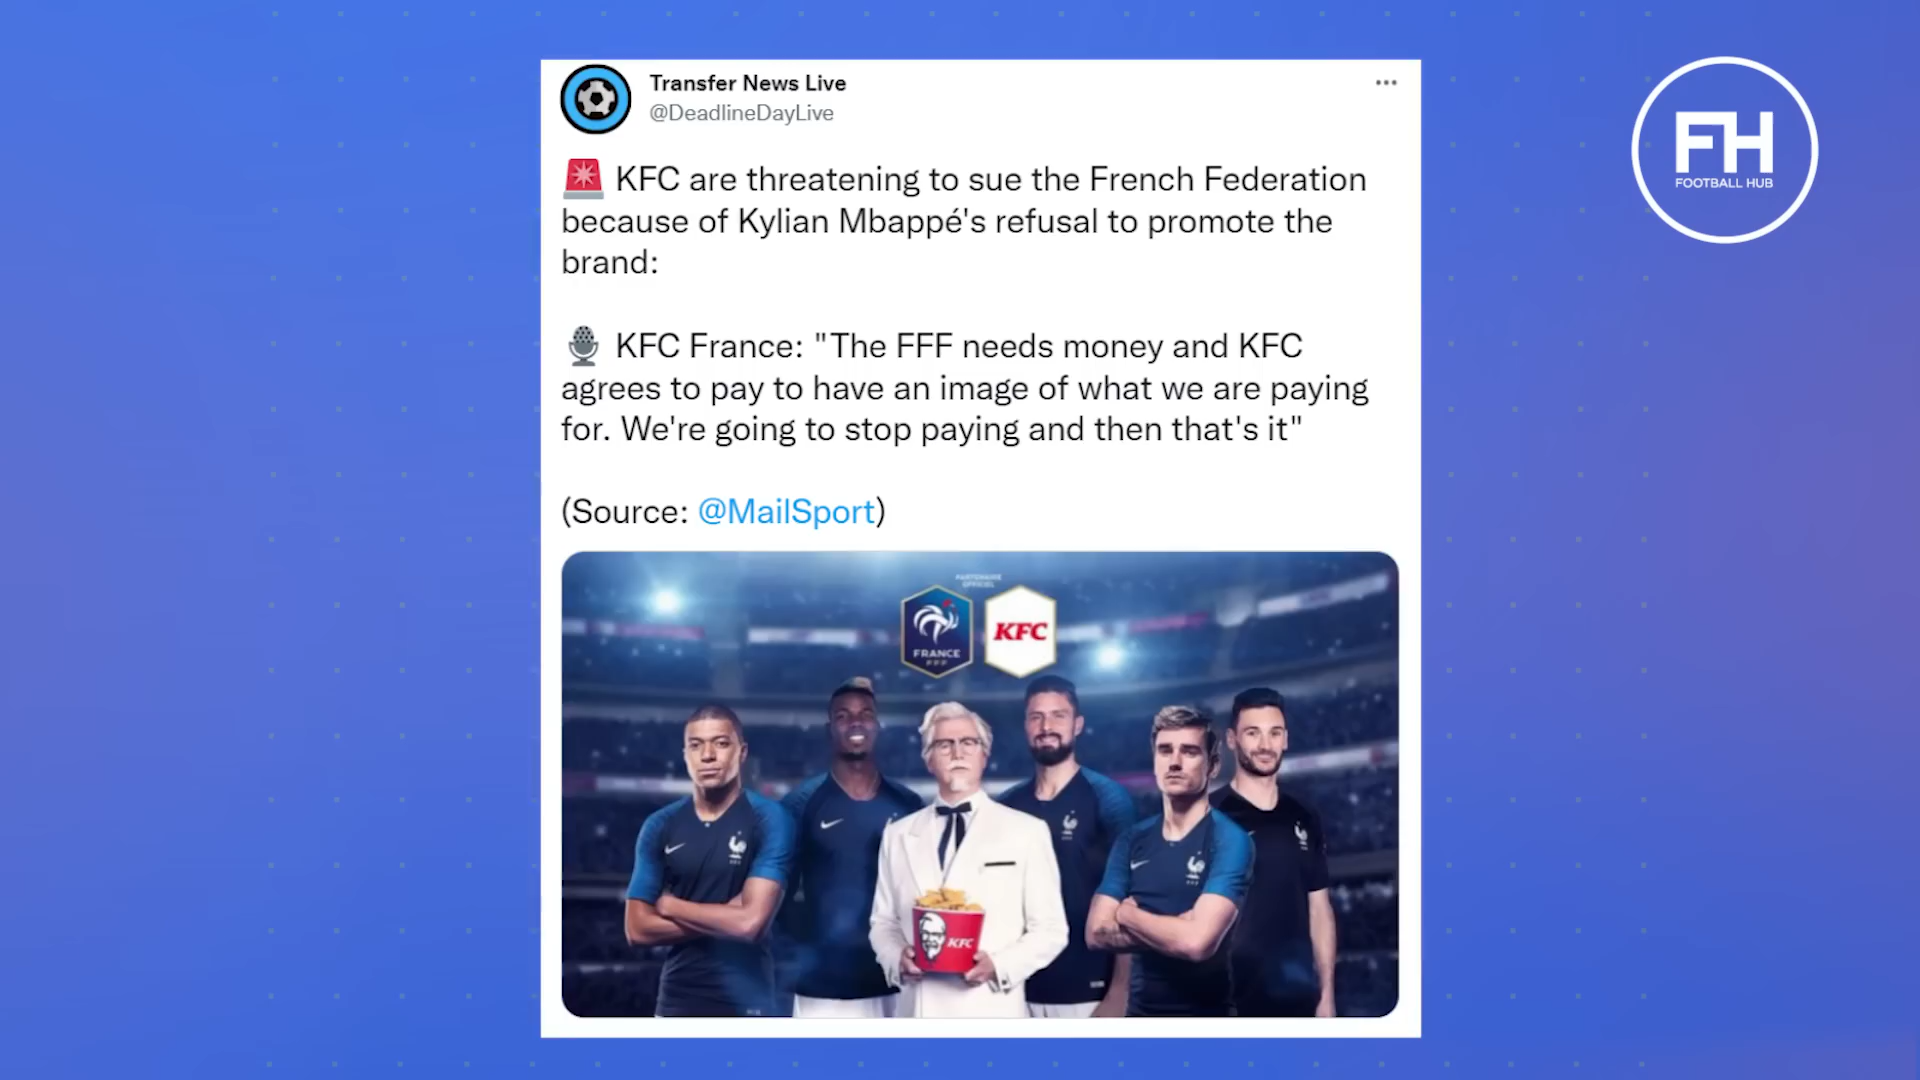 Transfer News Live
@DeadlineDayLive
🚨 KFC are threatening to sue the French Federation
because of Kylian Mbappé's refusal to promote the
brand:
🎙 KFC France: "The FFF needs money and KFC
agrees to pay to have an image of what we are paying
for. We're going to stop paying and then that's it"
(Source: @MailSport)
PARTENAIRE
OFFICIEL
FRANCE
FFF
KFC
KFC
FH
FOOTBALL HUB